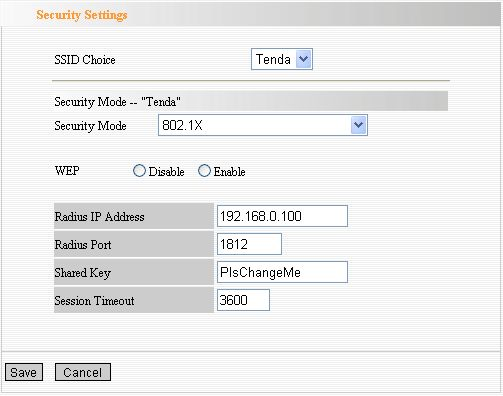 Security Settings
SSID Choice Tenda
Security Mode -- "Tenda"
Security Mode 802.1X
WEP Disable Enable
Radius IP Address 192.168.0.100
Radius Port 1812
Shared Key PlsChangeMe
Session Timeout 3600
Save Cancel